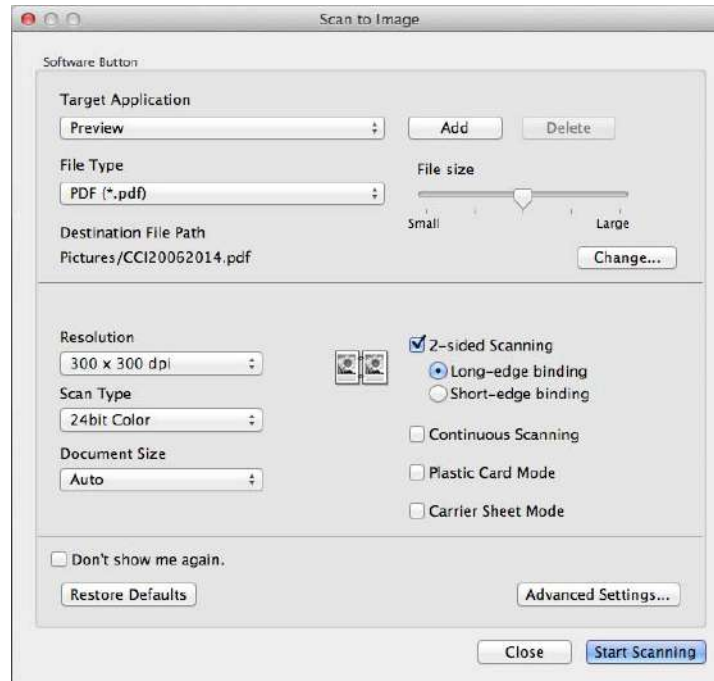 Scan to Image
Software Button
Target Application
Preview
Add
Delete
File Type
PDF (*.pdf)
File size
Small
Large
Destination File Path
Pictures/CCI20062014.pdf
Change...
Resolution
300 x 300 dpi
Scan Type
24bit Color
Document Size
Auto
2-sided Scanning
Long-edge binding
Short-edge binding
Continuous Scanning
Plastic Card Mode
Carrier Sheet Mode
Don't show me again.
Restore Defaults
Advanced Settings...
Close
Start Scanning